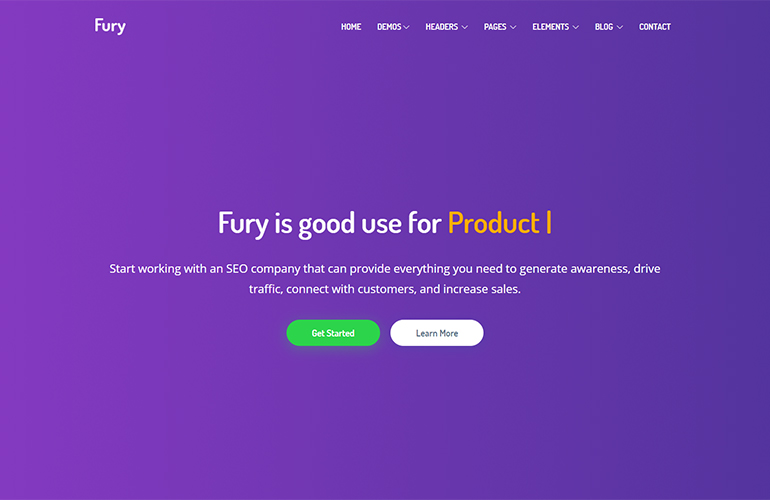 Fury
HOME DEMOS HEADERS PAGES ELEMENTS BLOG CONTACT
Fury is good use for Product |
Start working with an SEO company that can provide everything you need to generate awareness, drive
traffic, connect with customers, and increase sales.
Get Started
Learn More